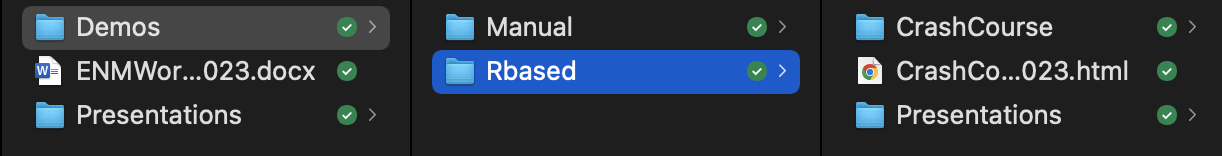 Demos
ENMWor...023.docx
Presentations
Manual
Rbased
CrashCourse
CrashCo...023.html
Presentations